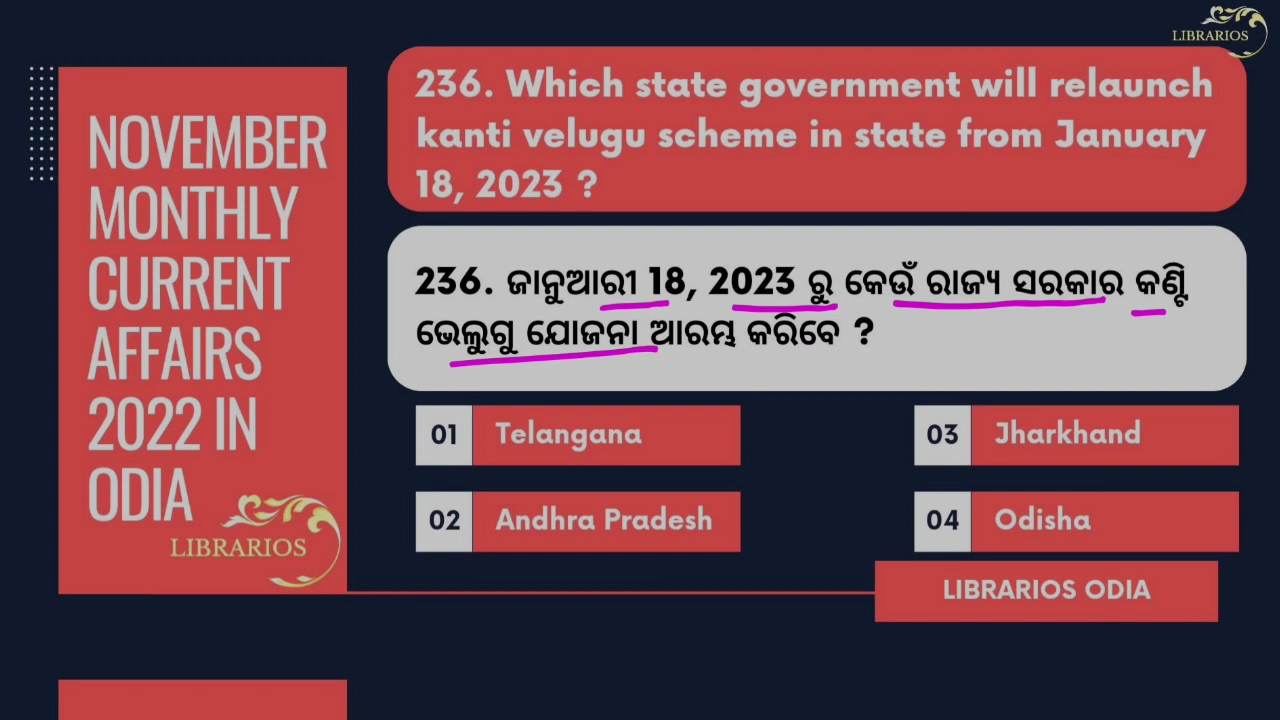 LIBRARIOS
NOVEMBER
MONTHLY
CURRENT
AFFAIRS
2022 IN
ODIA
LIBRARIOS
236. Which state government will relaunch
kanti velugu scheme in state from January
18, 2023 ?
236. ଜାନୁଆରୀ 18, 2023 ରୁ କେଉଁ ରାଜ୍ୟ ସରକାର କଣ୍ଟି
ଭେଲୁଗୁ ଯୋଜନା ଆରମ୍ଭ କରିବେ ?
01 Telangana
02 Andhra Pradesh
03 Jharkhand
04 Odisha
LIBRARIOS ODIA